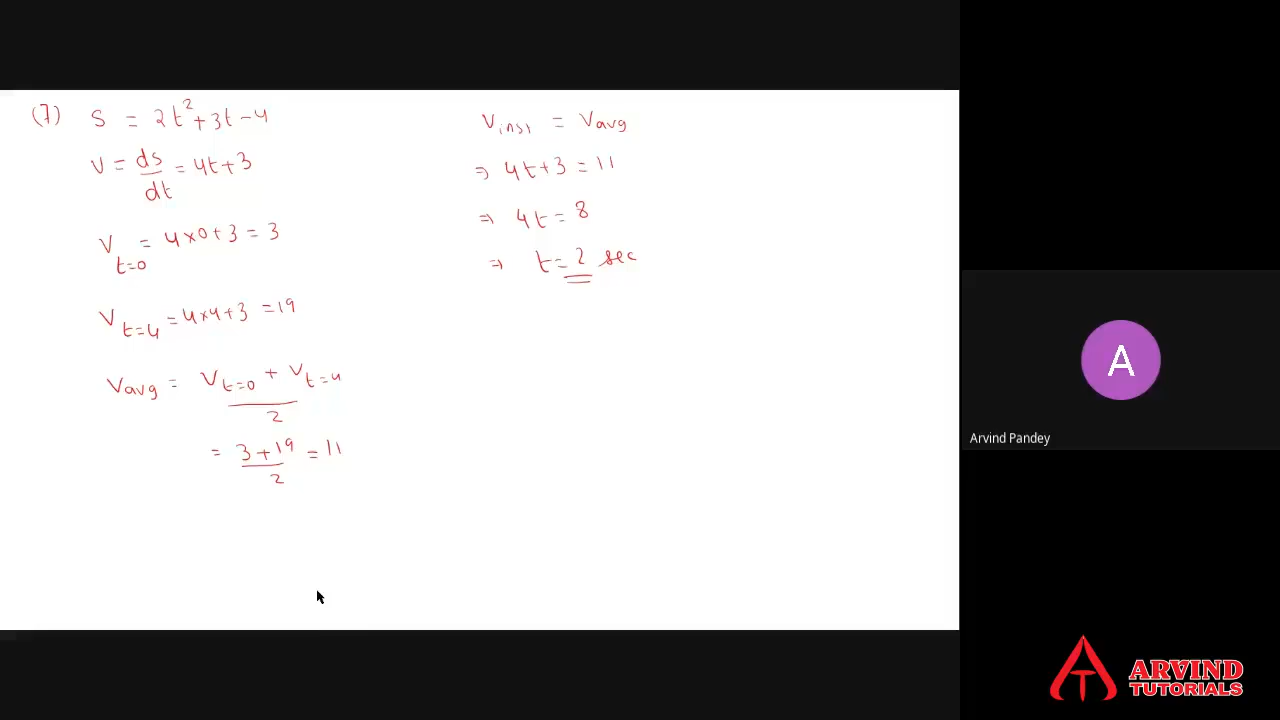 (7) S = 2t² + 3t - 4
V = ds/dt = 4t + 3
V t=0 = 4×0 + 3 = 3
V t=4 = 4×4 + 3 = 19
Vavg = (V t=0 + V t=4)/2
= (3 + 19)/2 = 11
Vinst = Vavg
⇒ 4t + 3 = 11
⇒ 4t = 8
⇒ t = 2 sec
A
Arvind Pandey
ARVIND
TUTORIALS